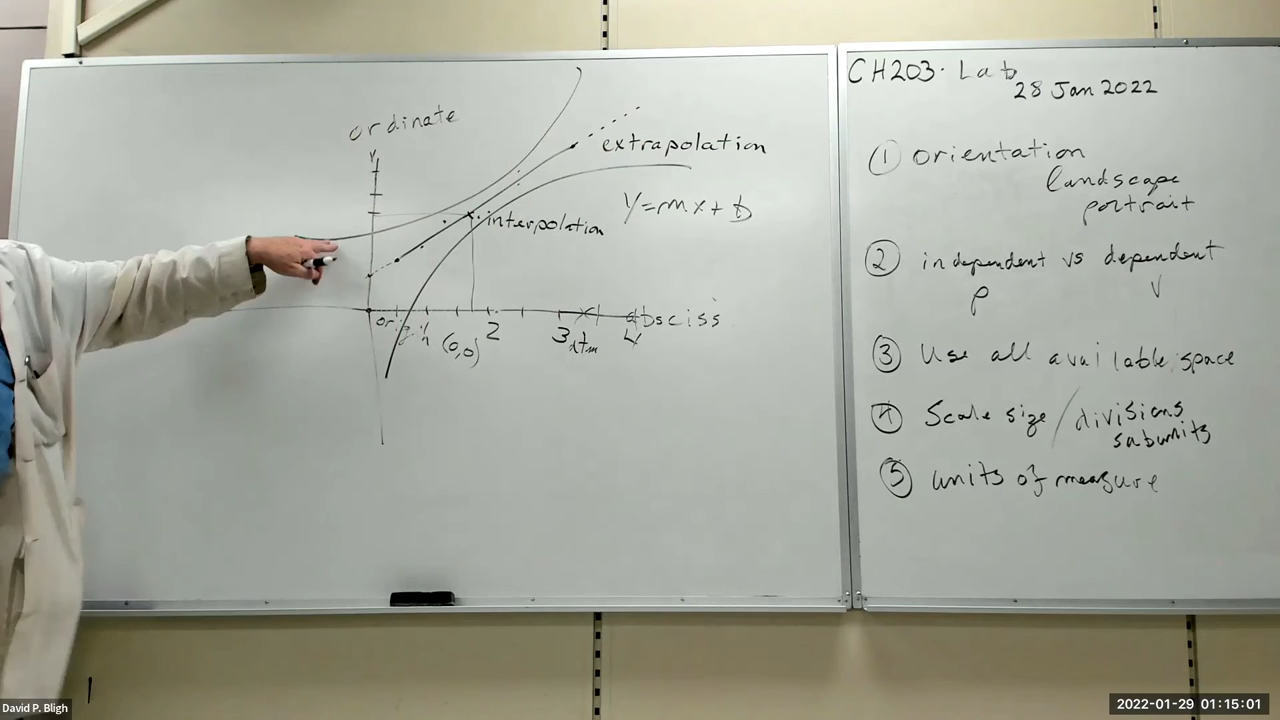 ordinate
Y
extrapolation
Y=mx+b
interpolation
abscis
2
3
4
(0,0)
atm
CH203. Lab
28 Jan 2022
① orientation
landscape
portrait
② independent vs dependent
P V
③ Use all available space
④ Scale size / divisions
subunits
⑤ units of measure
David P. Bligh
2022-01-29 01:15:01